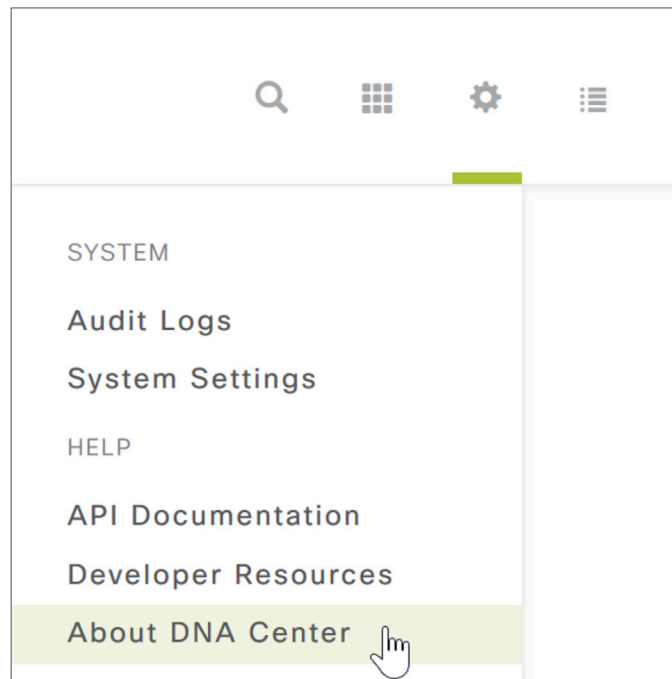 SYSTEM
Audit Logs
System Settings
HELP
API Documentation
Developer Resources
About DNA Center